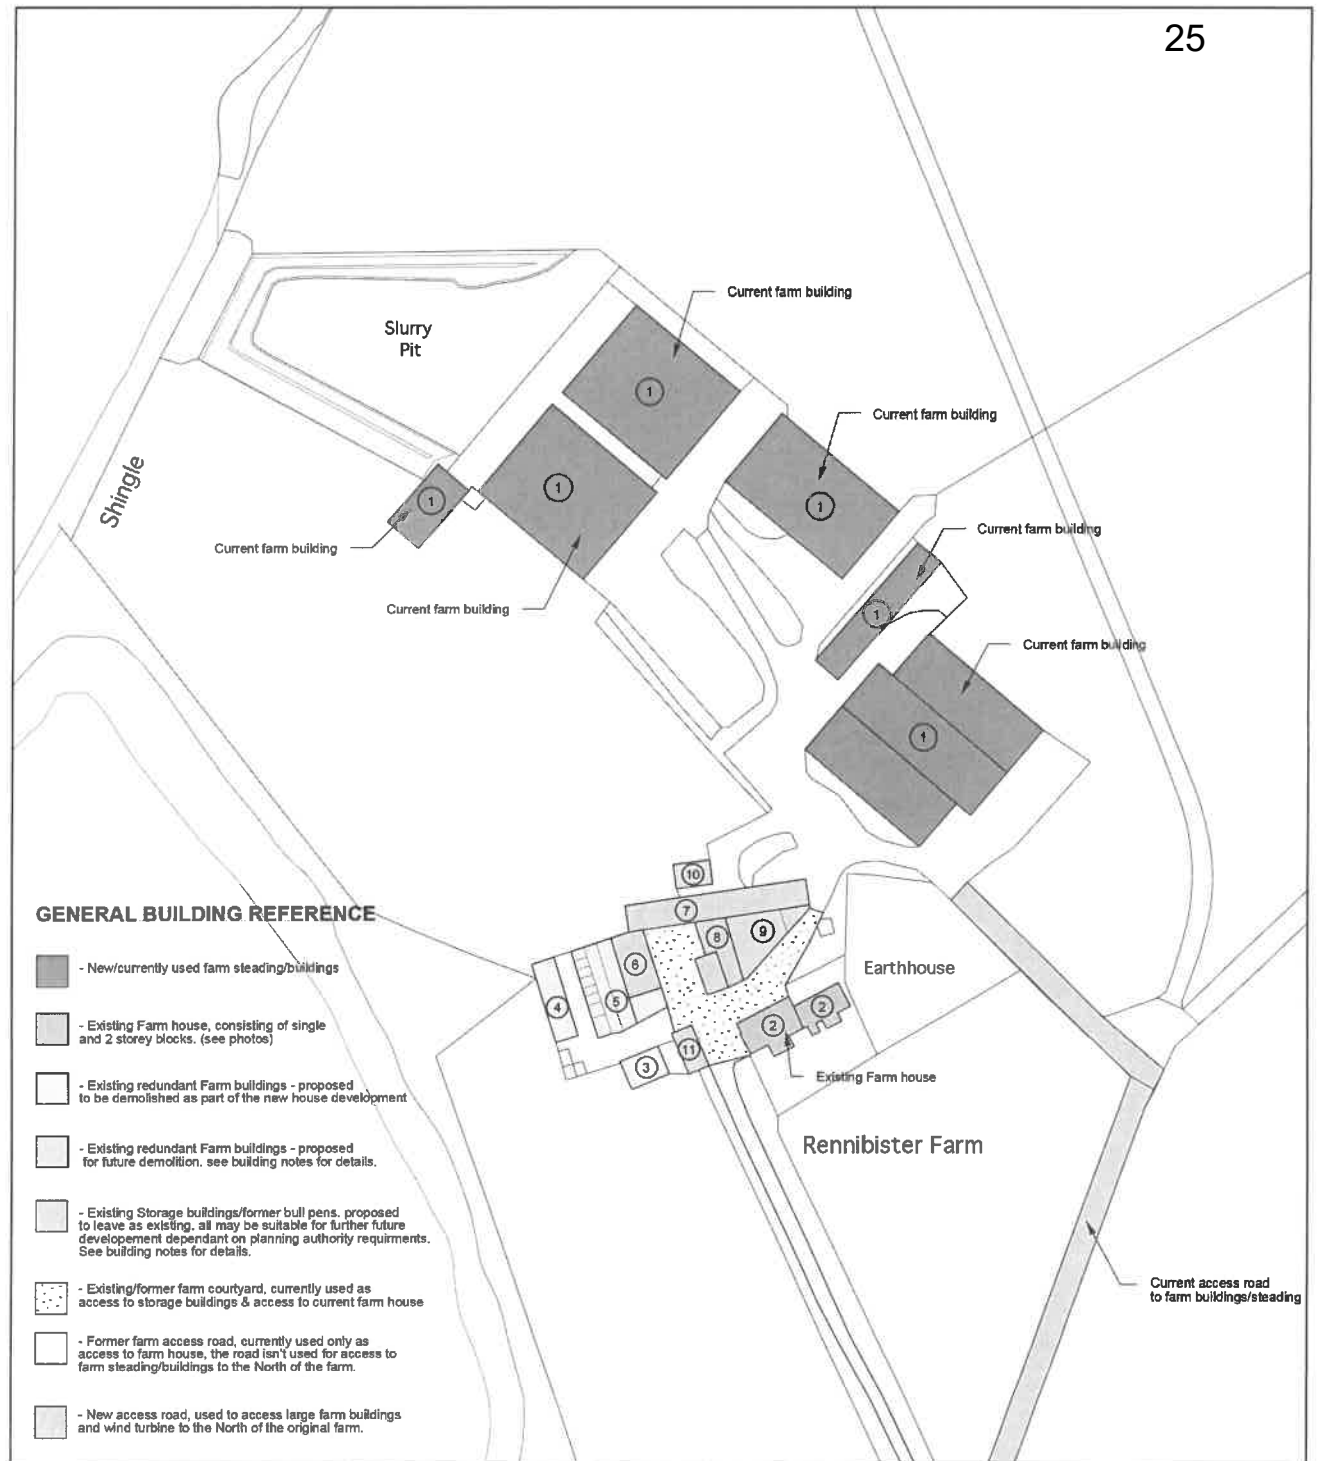 25
Current farm building
Slurry
Pit
1
Current farm building
1
1
1
Shingle
Current farm building
1
Current farm building
Current farm building
1
Current farm building
1
10
GENERAL BUILDING REFERENCE
7
8
9
6
5
4
Earthhouse
2
2
11
3
Existing Farm house
Rennibister Farm
- New/currently used farm steading/buildings
- Existing Farm house, consisting of single
and 2 storey blocks. (see photos)
- Existing redundant Farm buildings - proposed
to be demolished as part of the new house development
- Existing redundant Farm buildings - proposed
for future demolition. see building notes for details.
- Existing Storage buildings/former bull pens. proposed
to leave as existing. all may be suitable for further future
developement dependant on planning authority requirments.
See building notes for details.
- Existing/former farm courtyard, currently used as
access to storage buildings & access to current farm house
- Former farm access road, currently used only as
access to farm house, the road isn't used for access to
farm steading/buildings to the North of the farm.
- New access road, used to access large farm buildings
and wind turbine to the North of the original farm.
Current access road
to farm buildings/steading